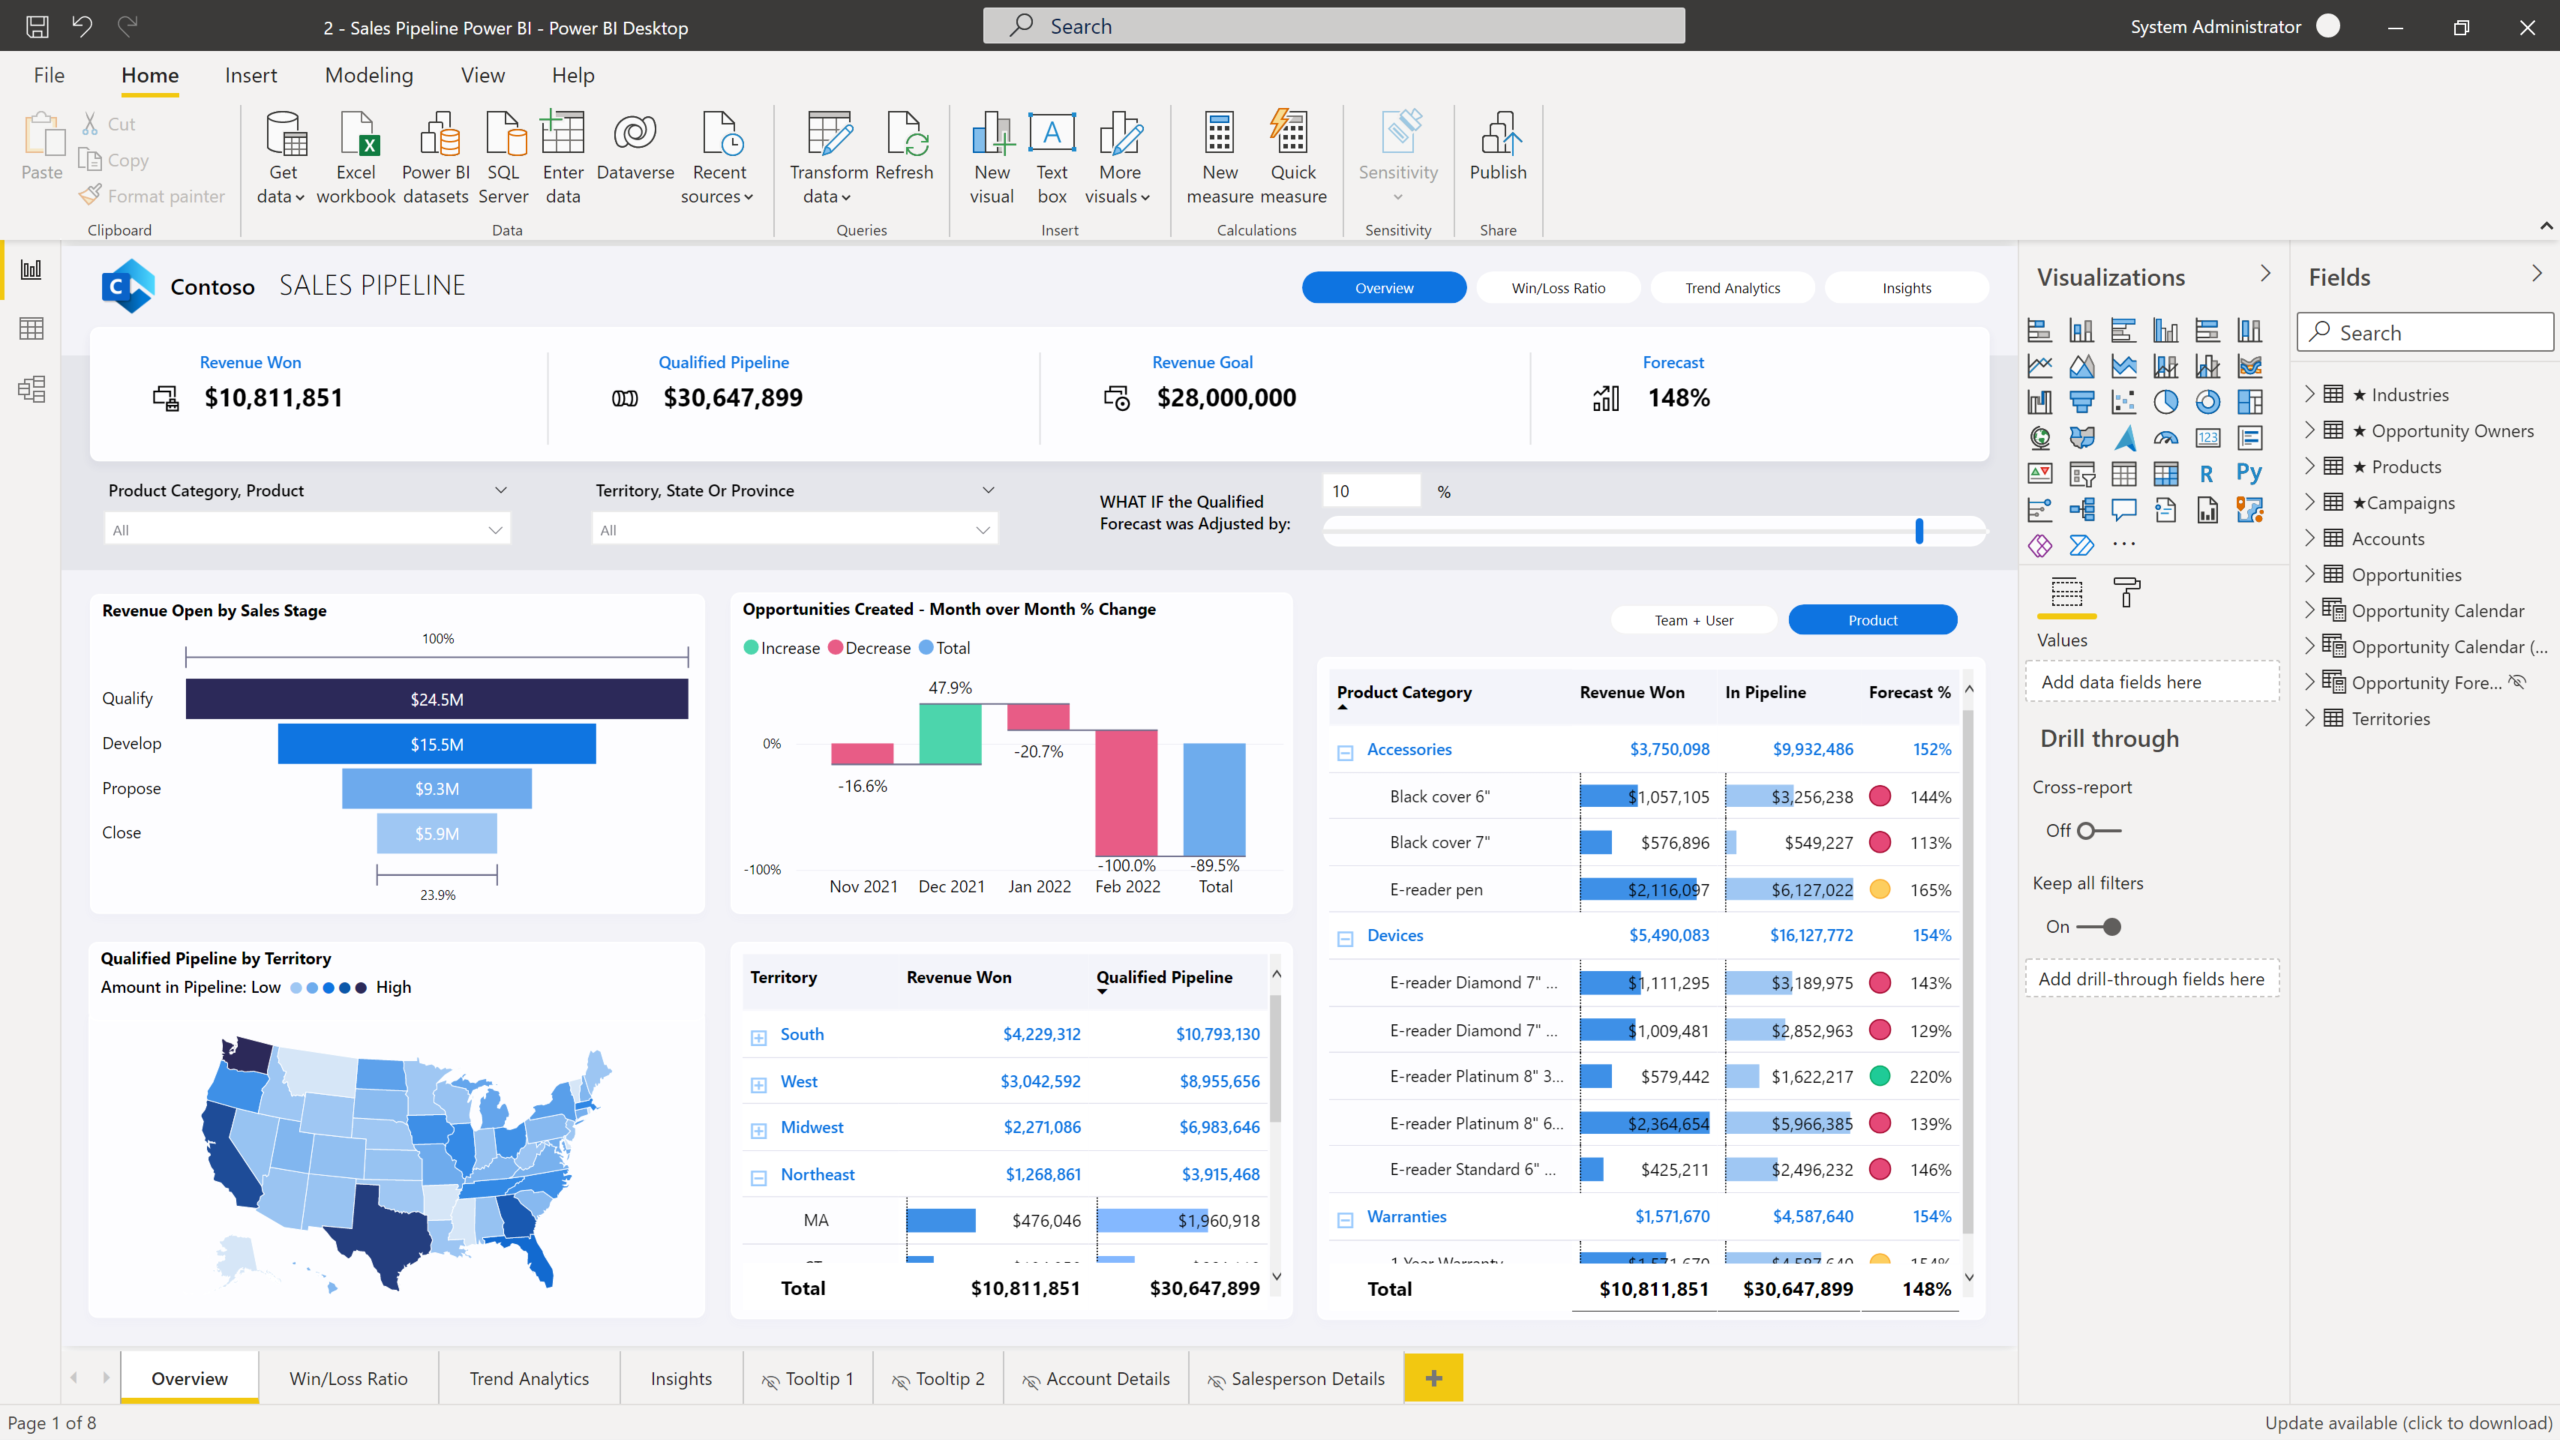 2 - Sales Pipeline Power BI - Power BI Desktop
Search
System Administrator
File Home Insert Modeling View Help
Paste
Cut
Copy
Format painter
Clipboard
Get data
Excel workbook
Power BI datasets
SQL Server
Enter data
Dataverse
Recent sources
Data
Transform data
Refresh
Queries
New visual
Text box
More visuals
Insert
New measure
Quick measure
Calculations
Sensitivity
Sensitivity
Publish
Share
Contoso SALES PIPELINE
Overview Win/Loss Ratio Trend Analytics Insights
Revenue Won
$10,811,851
Qualified Pipeline
$30,647,899
Revenue Goal
$28,000,000
Forecast
148%
Product Category, Product
All
Territory, State Or Province
All
WHAT IF the Qualified
Forecast was Adjusted by:
10 %
Revenue Open by Sales Stage
100%
Qualify $24.5M
Develop $15.5M
Propose $9.3M
Close $5.9M
23.9%
Opportunities Created - Month over Month % Change
Increase Decrease Total
47.9%
0%
-20.7%
-16.6%
-100% -100.0% -89.5%
Nov 2021 Dec 2021 Jan 2022 Feb 2022 Total
Qualified Pipeline by Territory
Amount in Pipeline: Low High
Territory Revenue Won Qualified Pipeline
South $4,229,312 $10,793,130
West $3,042,592 $8,955,656
Midwest $2,271,086 $6,983,646
Northeast $1,268,861 $3,915,468
MA $476,046 $1,960,918
Total $10,811,851 $30,647,899
Team + User Product
Product Category Revenue Won In Pipeline Forecast %
Accessories $3,750,098 $9,932,486 152%
Black cover 6" $1,057,105 $3,256,238 144%
Black cover 7" $576,896 $549,227 113%
E-reader pen $2,116,097 $6,127,022 165%
Devices $5,490,083 $16,127,772 154%
E-reader Diamond 7" ... $1,111,295 $3,189,975 143%
E-reader Diamond 7" ... $1,009,481 $2,852,963 129%
E-reader Platinum 8" 3... $579,442 $1,622,217 220%
E-reader Platinum 8" 6... $2,364,654 $5,966,385 139%
E-reader Standard 6" ... $425,211 $2,496,232 146%
Warranties $1,571,670 $4,587,640 154%
1 Year Warranty $1,571,670 $4,587,640 154%
Total $10,811,851 $30,647,899 148%
Visualizations
123
R
Py
Values
Add data fields here
Drill through
Cross-report
Off
Keep all filters
On
Add drill-through fields here
Fields
Search
★ Industries
★ Opportunity Owners
★ Products
★Campaigns
Accounts
Opportunities
Opportunity Calendar
Opportunity Calendar (...
Opportunity Fore...
Territories
Overview Win/Loss Ratio Trend Analytics Insights Tooltip 1 Tooltip 2 Account Details Salesperson Details +
Page 1 of 8
Update available (click to download)